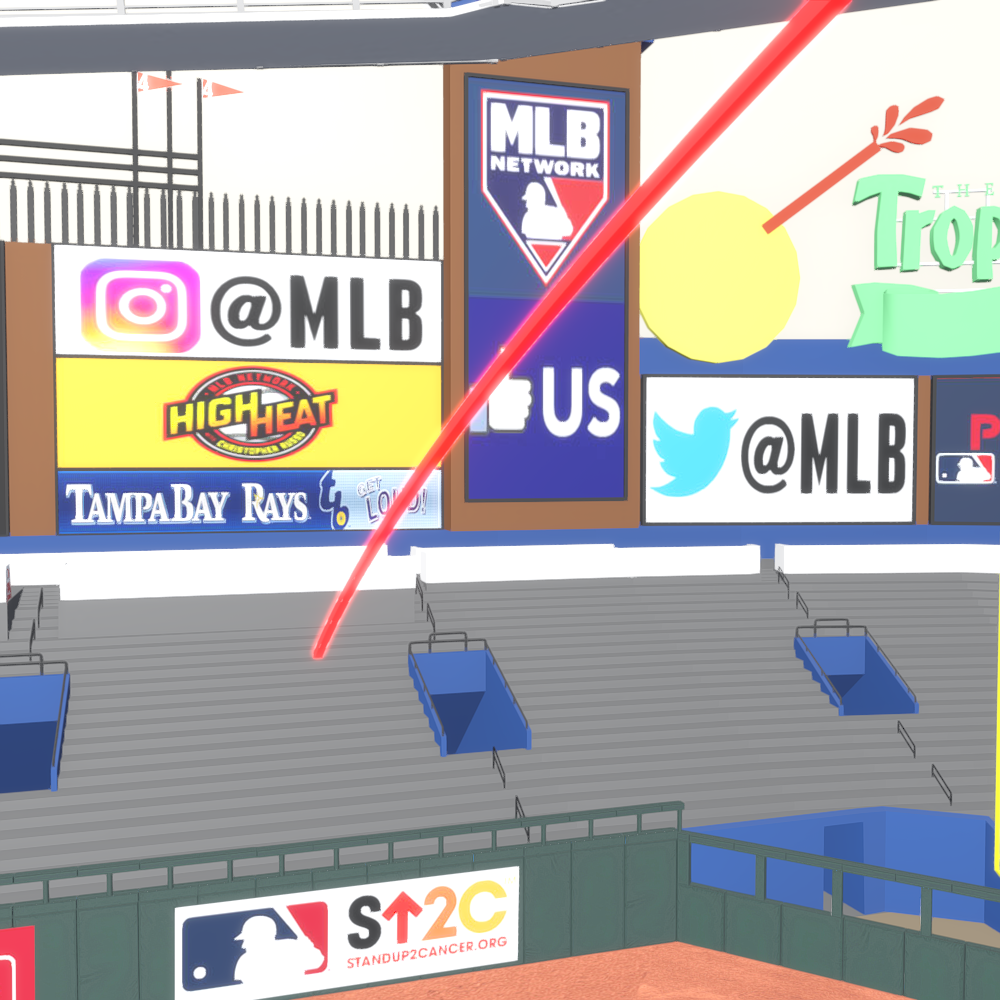 MLB
NETWORK
THE
Trop
@MLB
MLB NETWORK
HIGH HEAT
CHRISTOPHER RUSSO
TAMPA BAY RAYS
GET
LOUD!
US
@MLB
P
S↑2C
STANDUP2CANCER.ORG